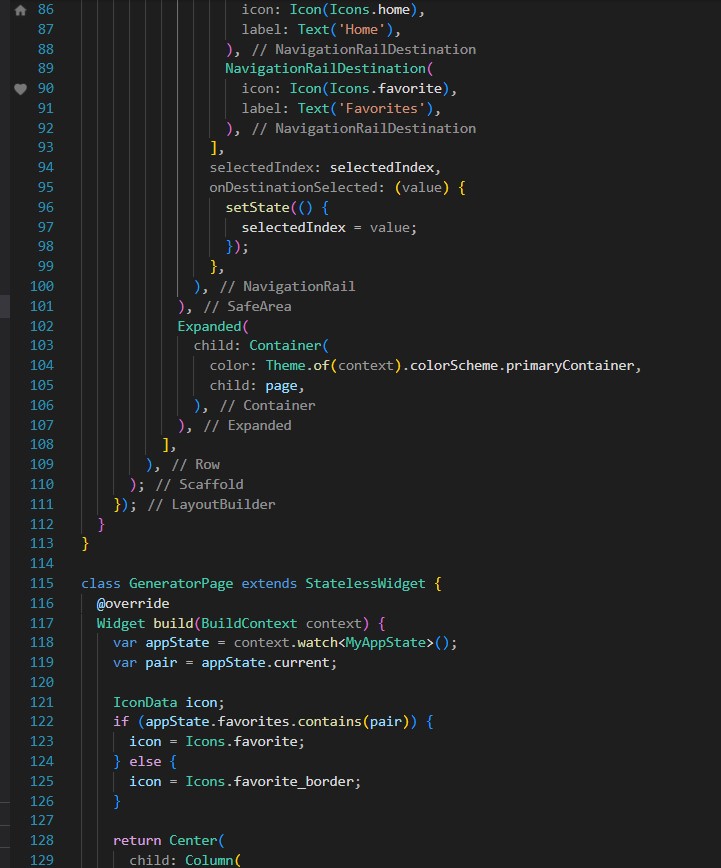 86 icon: Icon(Icons.home),
87 label: Text('Home'),
88 ), // NavigationRailDestination
89 NavigationRailDestination(
90 icon: Icon(Icons.favorite),
91 label: Text('Favorites'),
92 ), // NavigationRailDestination
93 ],
94 selectedIndex: selectedIndex,
95 onDestinationSelected: (value) {
96 setState(() {
97 selectedIndex = value;
98 });
99 },
100 ), // NavigationRail
101 ), // SafeArea
102 Expanded(
103 child: Container(
104 color: Theme.of(context).colorScheme.primaryContainer,
105 child: page,
106 ), // Container
107 ), // Expanded
108 ],
109 ), // Row
110 ); // Scaffold
111 }); // LayoutBuilder
112 }
113 }
114
115 class GeneratorPage extends StatelessWidget {
116 @override
117 Widget build(BuildContext context) {
118 var appState = context.watch<MyAppState>();
119 var pair = appState.current;
120
121 IconData icon;
122 if (appState.favorites.contains(pair)) {
123 icon = Icons.favorite;
124 } else {
125 icon = Icons.favorite_border;
126 }
127
128 return Center(
129 child: Column(